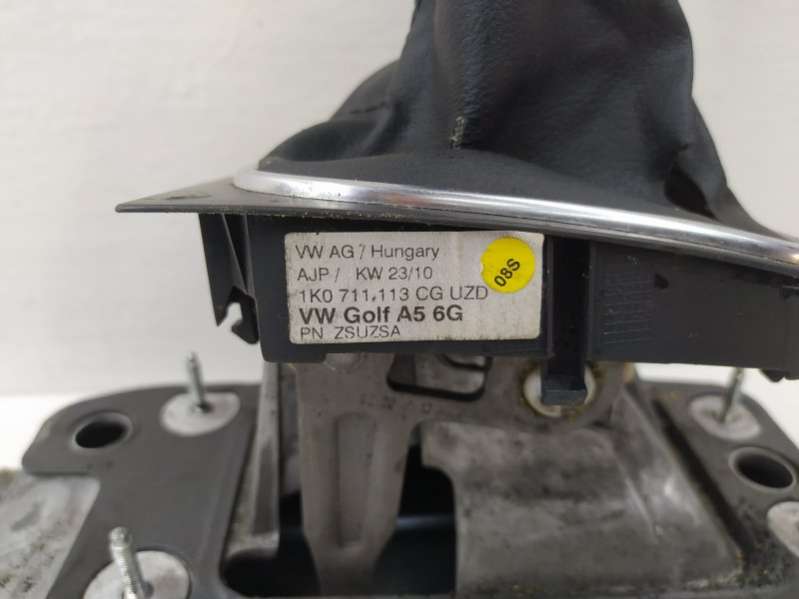 VW AG / Hungary
AJP / KW 23/10
1K0 711.113 CG UZD
VW Golf A5 6G
PN ZSUZSA
08S